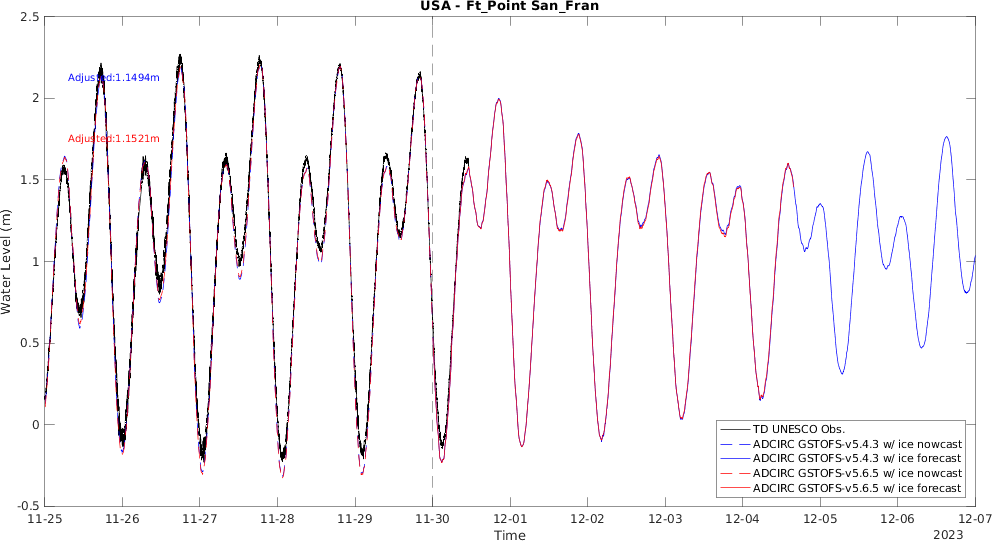 USA - Ft_Point San_Fran
2.5
2
1.5
1
0.5
0
-0.5
Water Level (m)
Adjusted:1.1494m
Adjusted:1.1521m
TD UNESCO Obs.
ADCIRC GSTOFS-v5.4.3 w/ ice nowcast
ADCIRC GSTOFS-v5.4.3 w/ ice forecast
ADCIRC GSTOFS-v5.6.5 w/ ice nowcast
ADCIRC GSTOFS-v5.6.5 w/ ice forecast
11-25 11-26 11-27 11-28 11-29 11-30 12-01 12-02 12-03 12-04 12-05 12-06 12-07
Time
2023